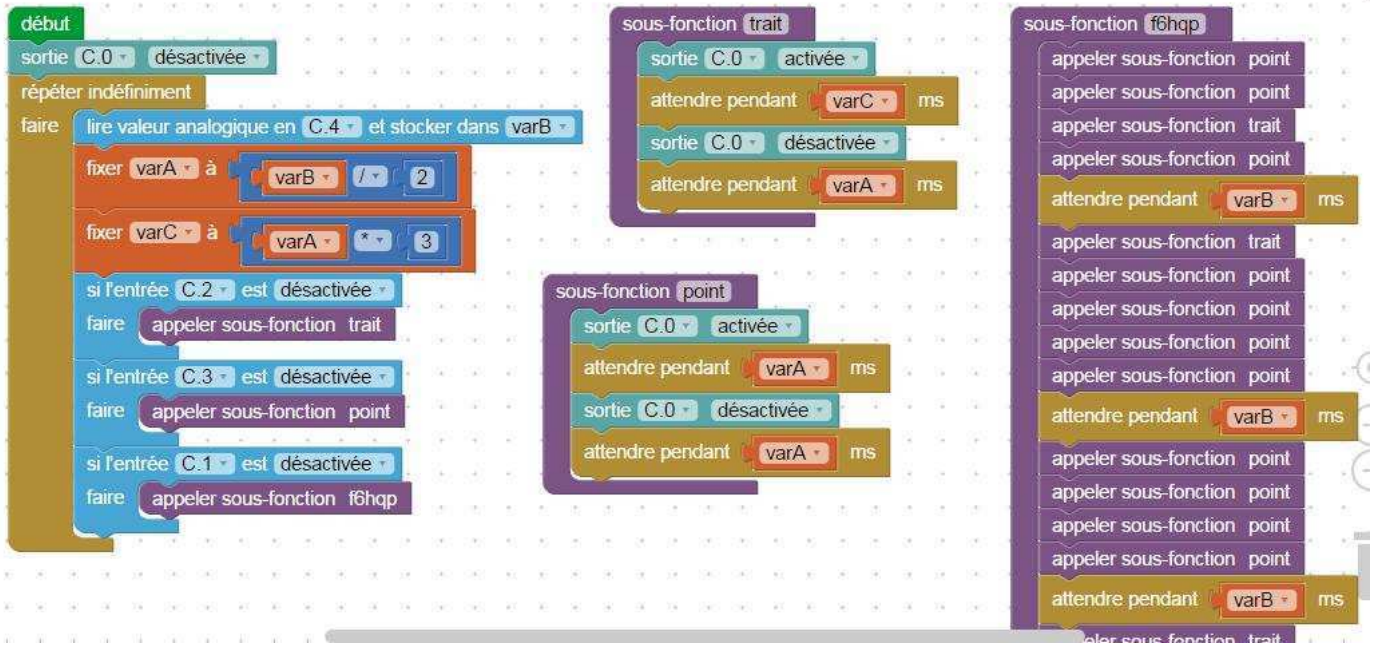 début
sortie C.0 désactivée
répéter indéfiniment
faire lire valeur analogique en C.4 et stocker dans varB
fixer varA à varB / 2
fixer varC à varA * 3
si l'entrée C.2 est désactivée
faire appeler sous-fonction trait
si l'entrée C.3 est désactivée
faire appeler sous-fonction point
si l'entrée C.1 est désactivée
faire appeler sous-fonction f6hqp
sous-fonction trait
sortie C.0 activée
attendre pendant varC ms
sortie C.0 désactivée
attendre pendant varA ms
sous-fonction point
sortie C.0 activée
attendre pendant varA ms
sortie C.0 désactivée
attendre pendant varA ms
sous-fonction f6hqp
appeler sous-fonction point
appeler sous-fonction point
appeler sous-fonction trait
appeler sous-fonction point
attendre pendant varB ms
appeler sous-fonction trait
appeler sous-fonction point
appeler sous-fonction point
appeler sous-fonction point
appeler sous-fonction point
attendre pendant varB ms
appeler sous-fonction point
appeler sous-fonction point
appeler sous-fonction point
appeler sous-fonction point
attendre pendant varB ms
sous-fonction trait